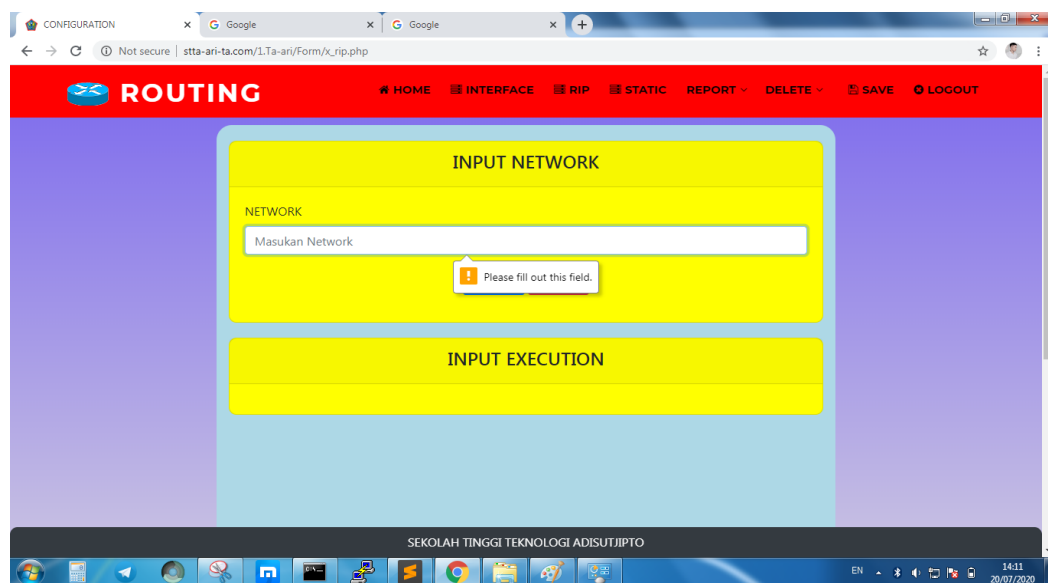 CONFIGURATION
Google
Google
Not secure | stta-ari-ta.com/1.Ta-ari/Form/x_rip.php
ROUTING
HOME
INTERFACE
RIP
STATIC
REPORT
DELETE
SAVE
LOGOUT
INPUT NETWORK
NETWORK
Masukan Network
Please fill out this field.
INPUT EXECUTION
SEKOLAH TINGGI TEKNOLOGI ADISUTJIPTO
EN
14:11
20/07/2020